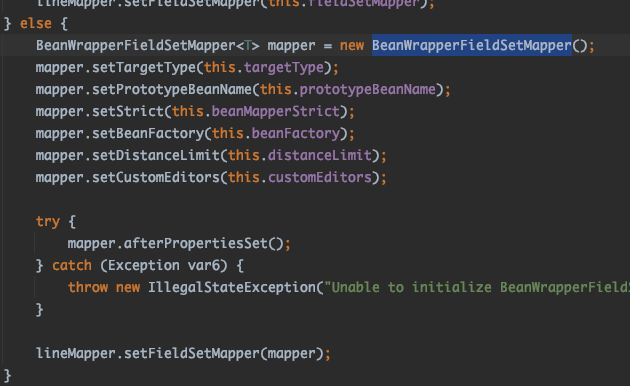 lineMapper.setFieldSetMapper(this.fieldSetMapper);
} else {
BeanWrapperFieldSetMapper<T> mapper = new BeanWrapperFieldSetMapper();
mapper.setTargetType(this.targetType);
mapper.setPrototypeBeanName(this.prototypeBeanName);
mapper.setStrict(this.beanMapperStrict);
mapper.setBeanFactory(this.beanFactory);
mapper.setDistanceLimit(this.distanceLimit);
mapper.setCustomEditors(this.customEditors);
try {
mapper.afterPropertiesSet();
} catch (Exception var6) {
throw new IllegalStateException("Unable to initialize BeanWrapperFieldS
}
lineMapper.setFieldSetMapper(mapper);
}